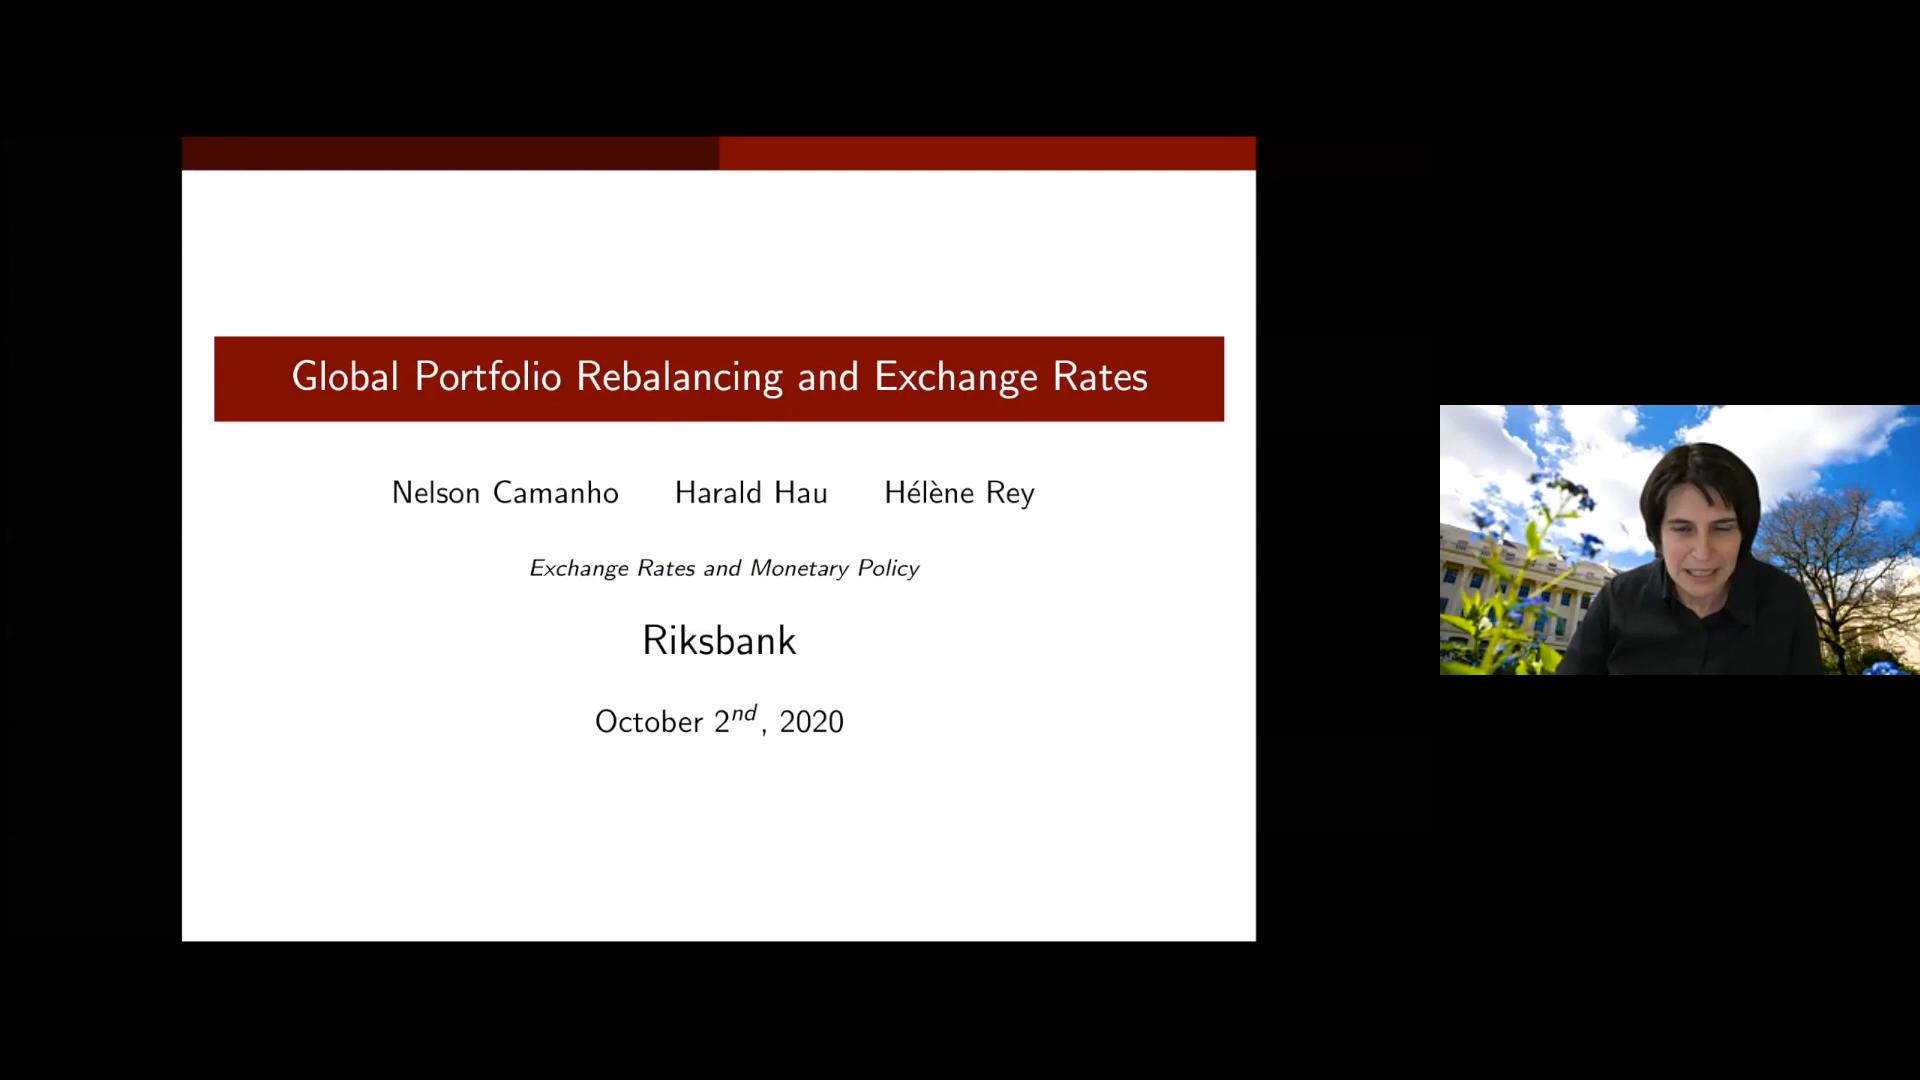 Global Portfolio Rebalancing and Exchange Rates
Nelson Camanho Harald Hau Hélène Rey
Exchange Rates and Monetary Policy
Riksbank
October 2nd, 2020